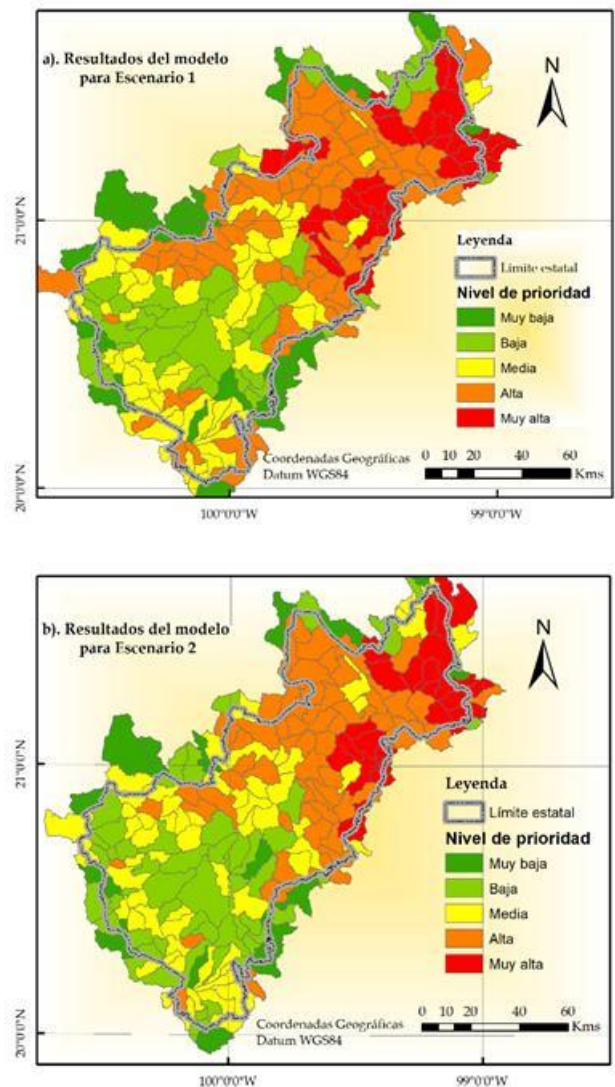 a). Resultados del modelo
para Escenario 1
N
21°0'0"N
Leyenda
Límite estatal
Nivel de prioridad
Muy baja
Baja
Media
Alta
Muy alta
Coordenadas Geográficas
Datum WGS84
0 10 20 40 60
Kms
20°0'0"N
100°0'0"W
99°0'0"W
b). Resultados del modelo
para Escenario 2
N
21°0'0"N
Leyenda
Límite estatal
Nivel de prioridad
Muy baja
Baja
Media
Alta
Muy alta
Coordenadas Geográficas
Datum WGS84
0 10 20 40 60
Kms
20°0'0"N
100°0'0"W
99°0'0"W